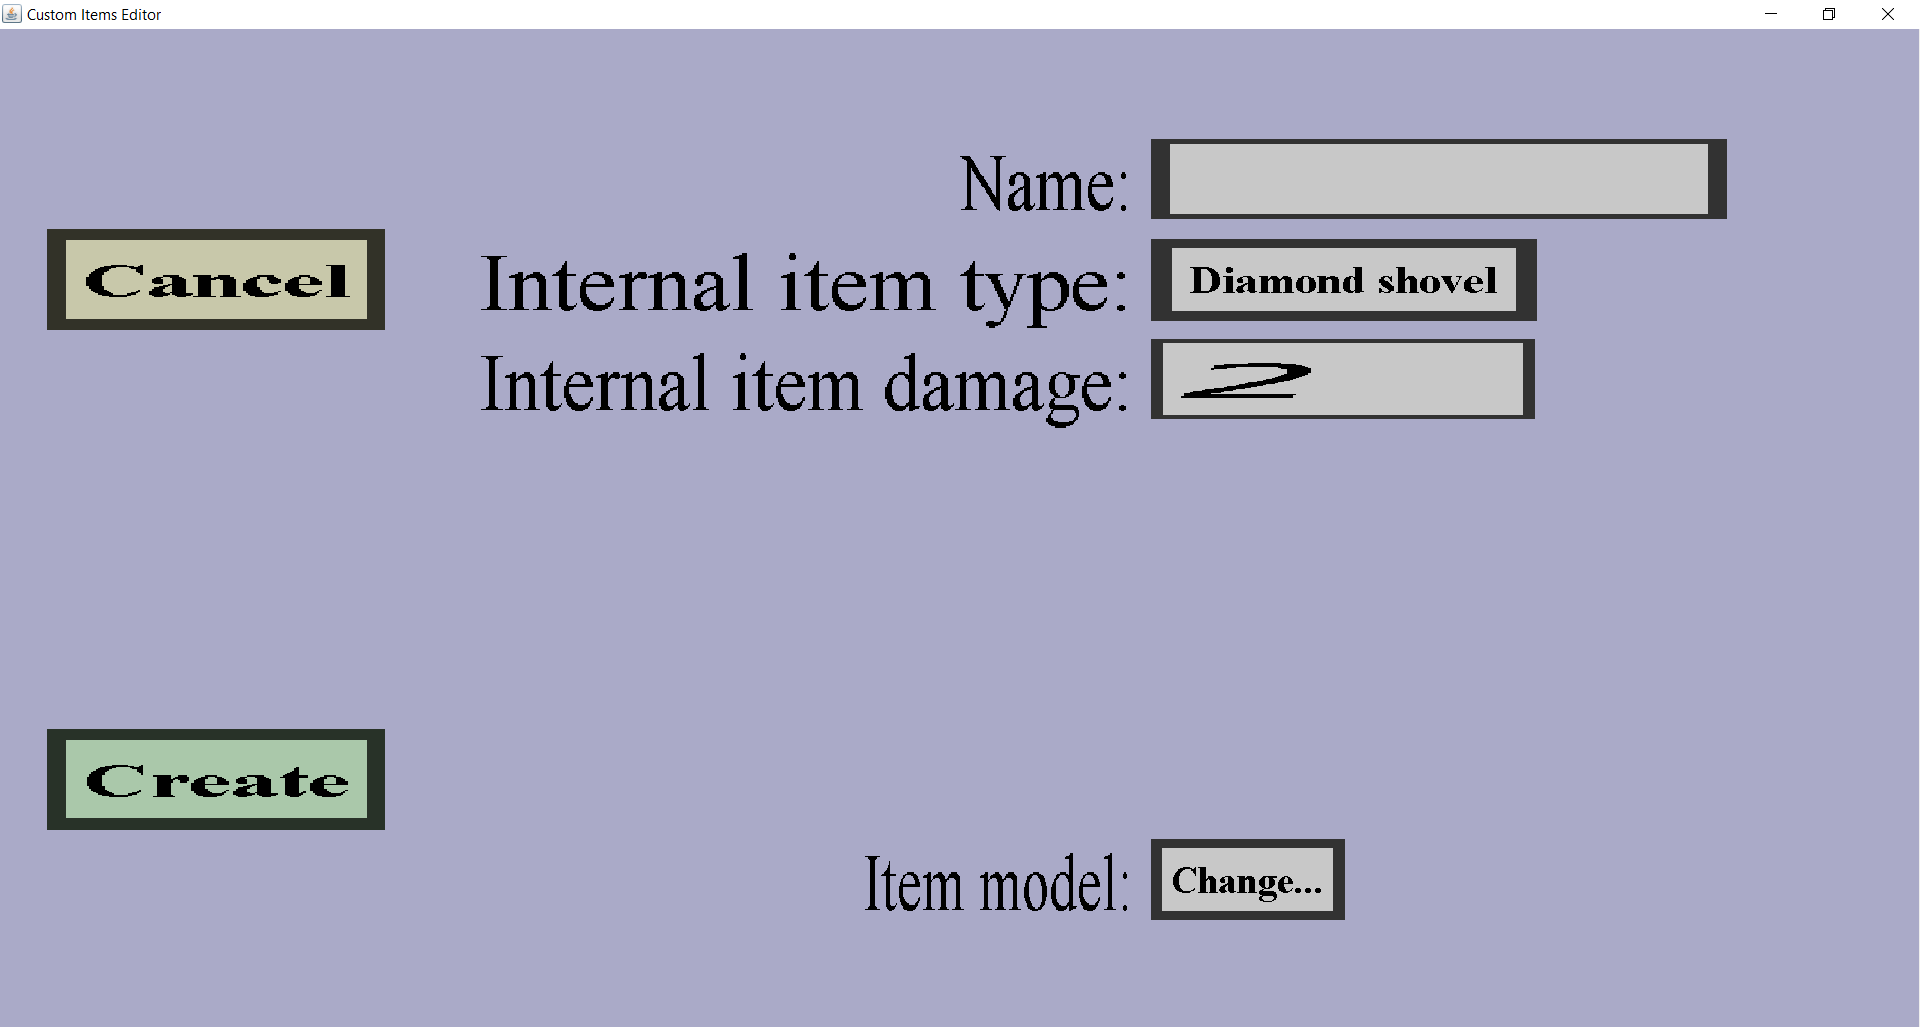 Custom Items Editor
Name:
Cancel
Internal item type: Diamond shovel
Internal item damage: 2
Create
Item model: Change...